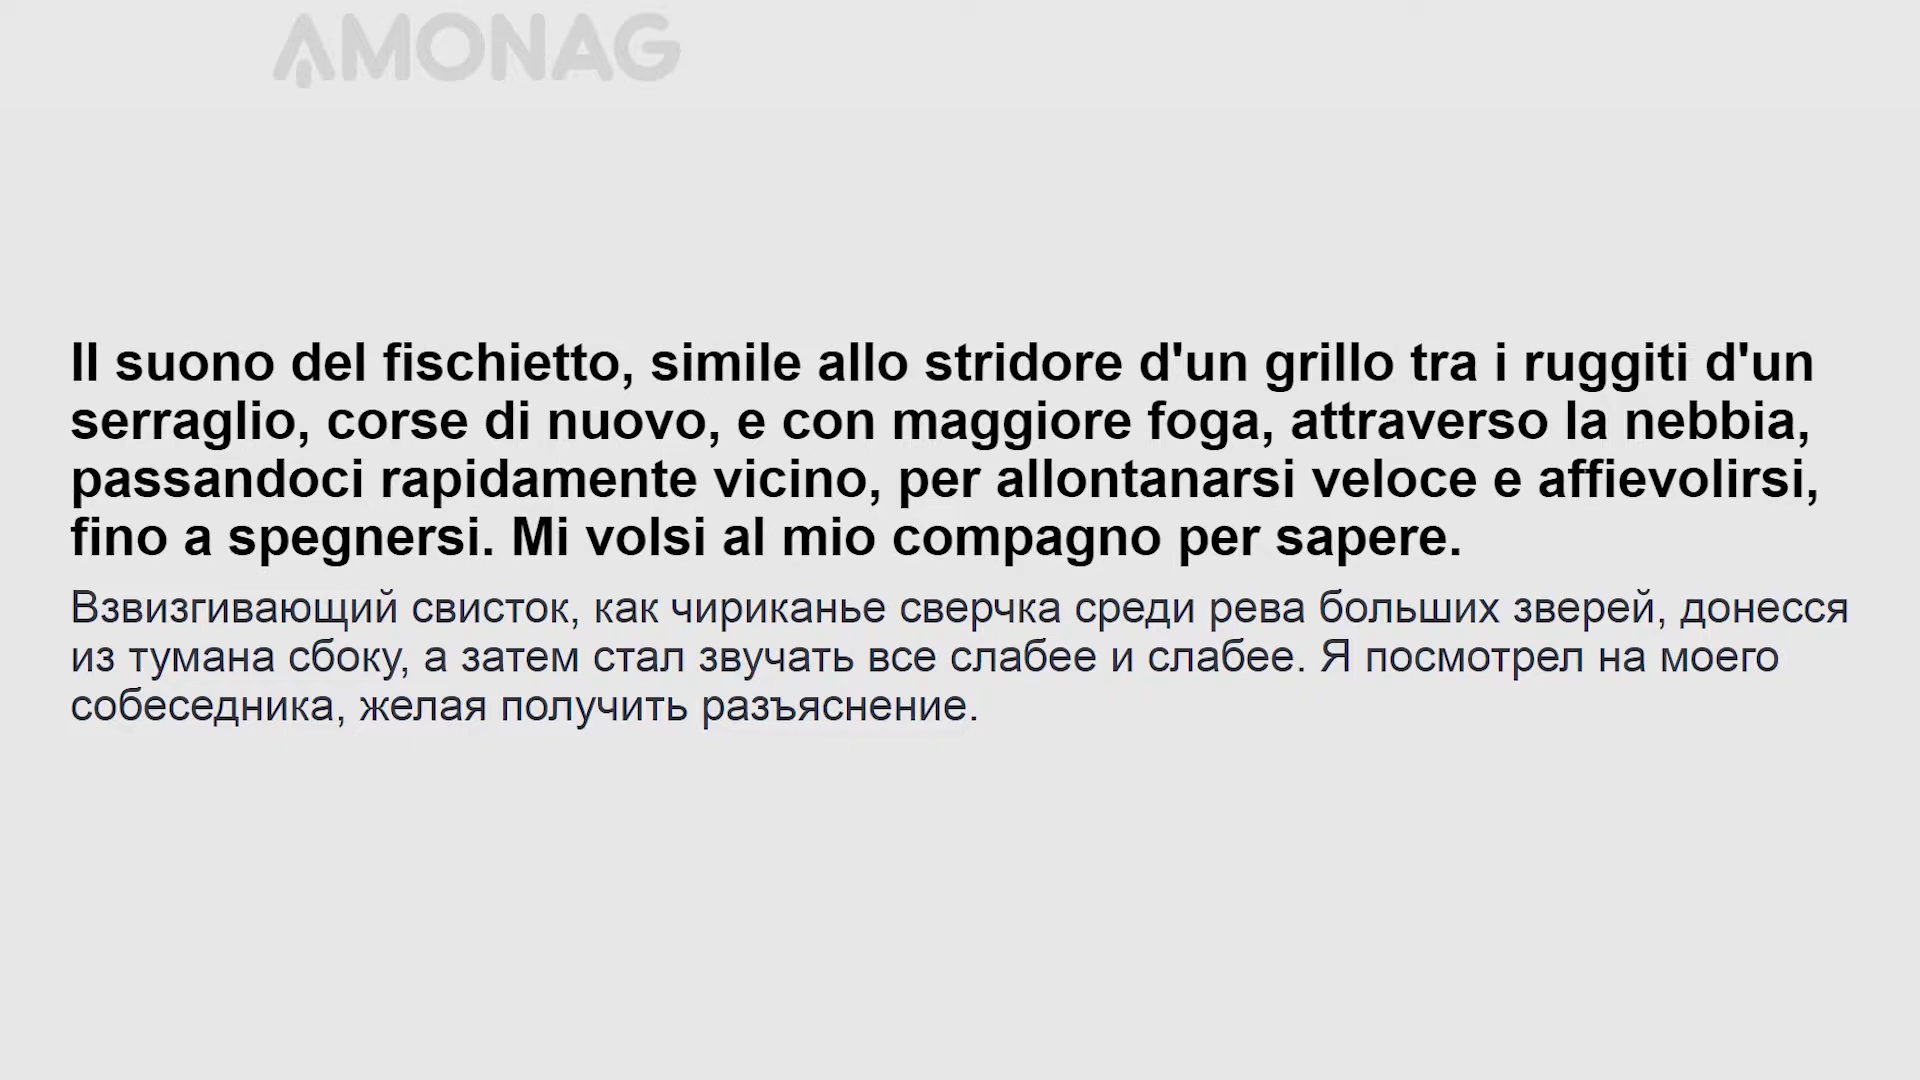 AMONAG
Il suono del fischietto, simile allo stridore d'un grillo tra i ruggiti d'un
serraglio, corse di nuovo, e con maggiore foga, attraverso la nebbia,
passandoci rapidamente vicino, per allontanarsi veloce e affievolirsi,
fino a spegnersi. Mi volsi al mio compagno per sapere.
Взвизгивающий свисток, как чириканье сверчка среди рева больших зверей, донесся
из тумана сбоку, а затем стал звучать все слабее и слабее. Я посмотрел на моего
собеседника, желая получить разъяснение.